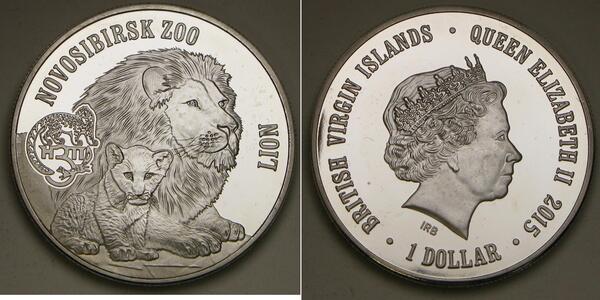 NOVOSIBIRSK ZOO
LION
BRITISH VIRGIN ISLANDS · QUEEN ELIZABETH II 2015
· 1 DOLLAR ·
IRB